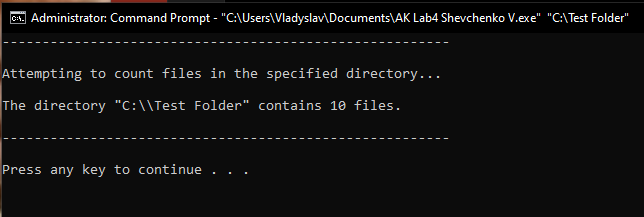 Administrator: Command Prompt - "C:\Users\Vladyslav\Documents\AK Lab4 Shevchenko V.exe" "C:\Test Folder"
--------------------------------------------------------
Attempting to count files in the specified directory...
The directory "C:\\Test Folder" contains 10 files.
--------------------------------------------------------
Press any key to continue . . .